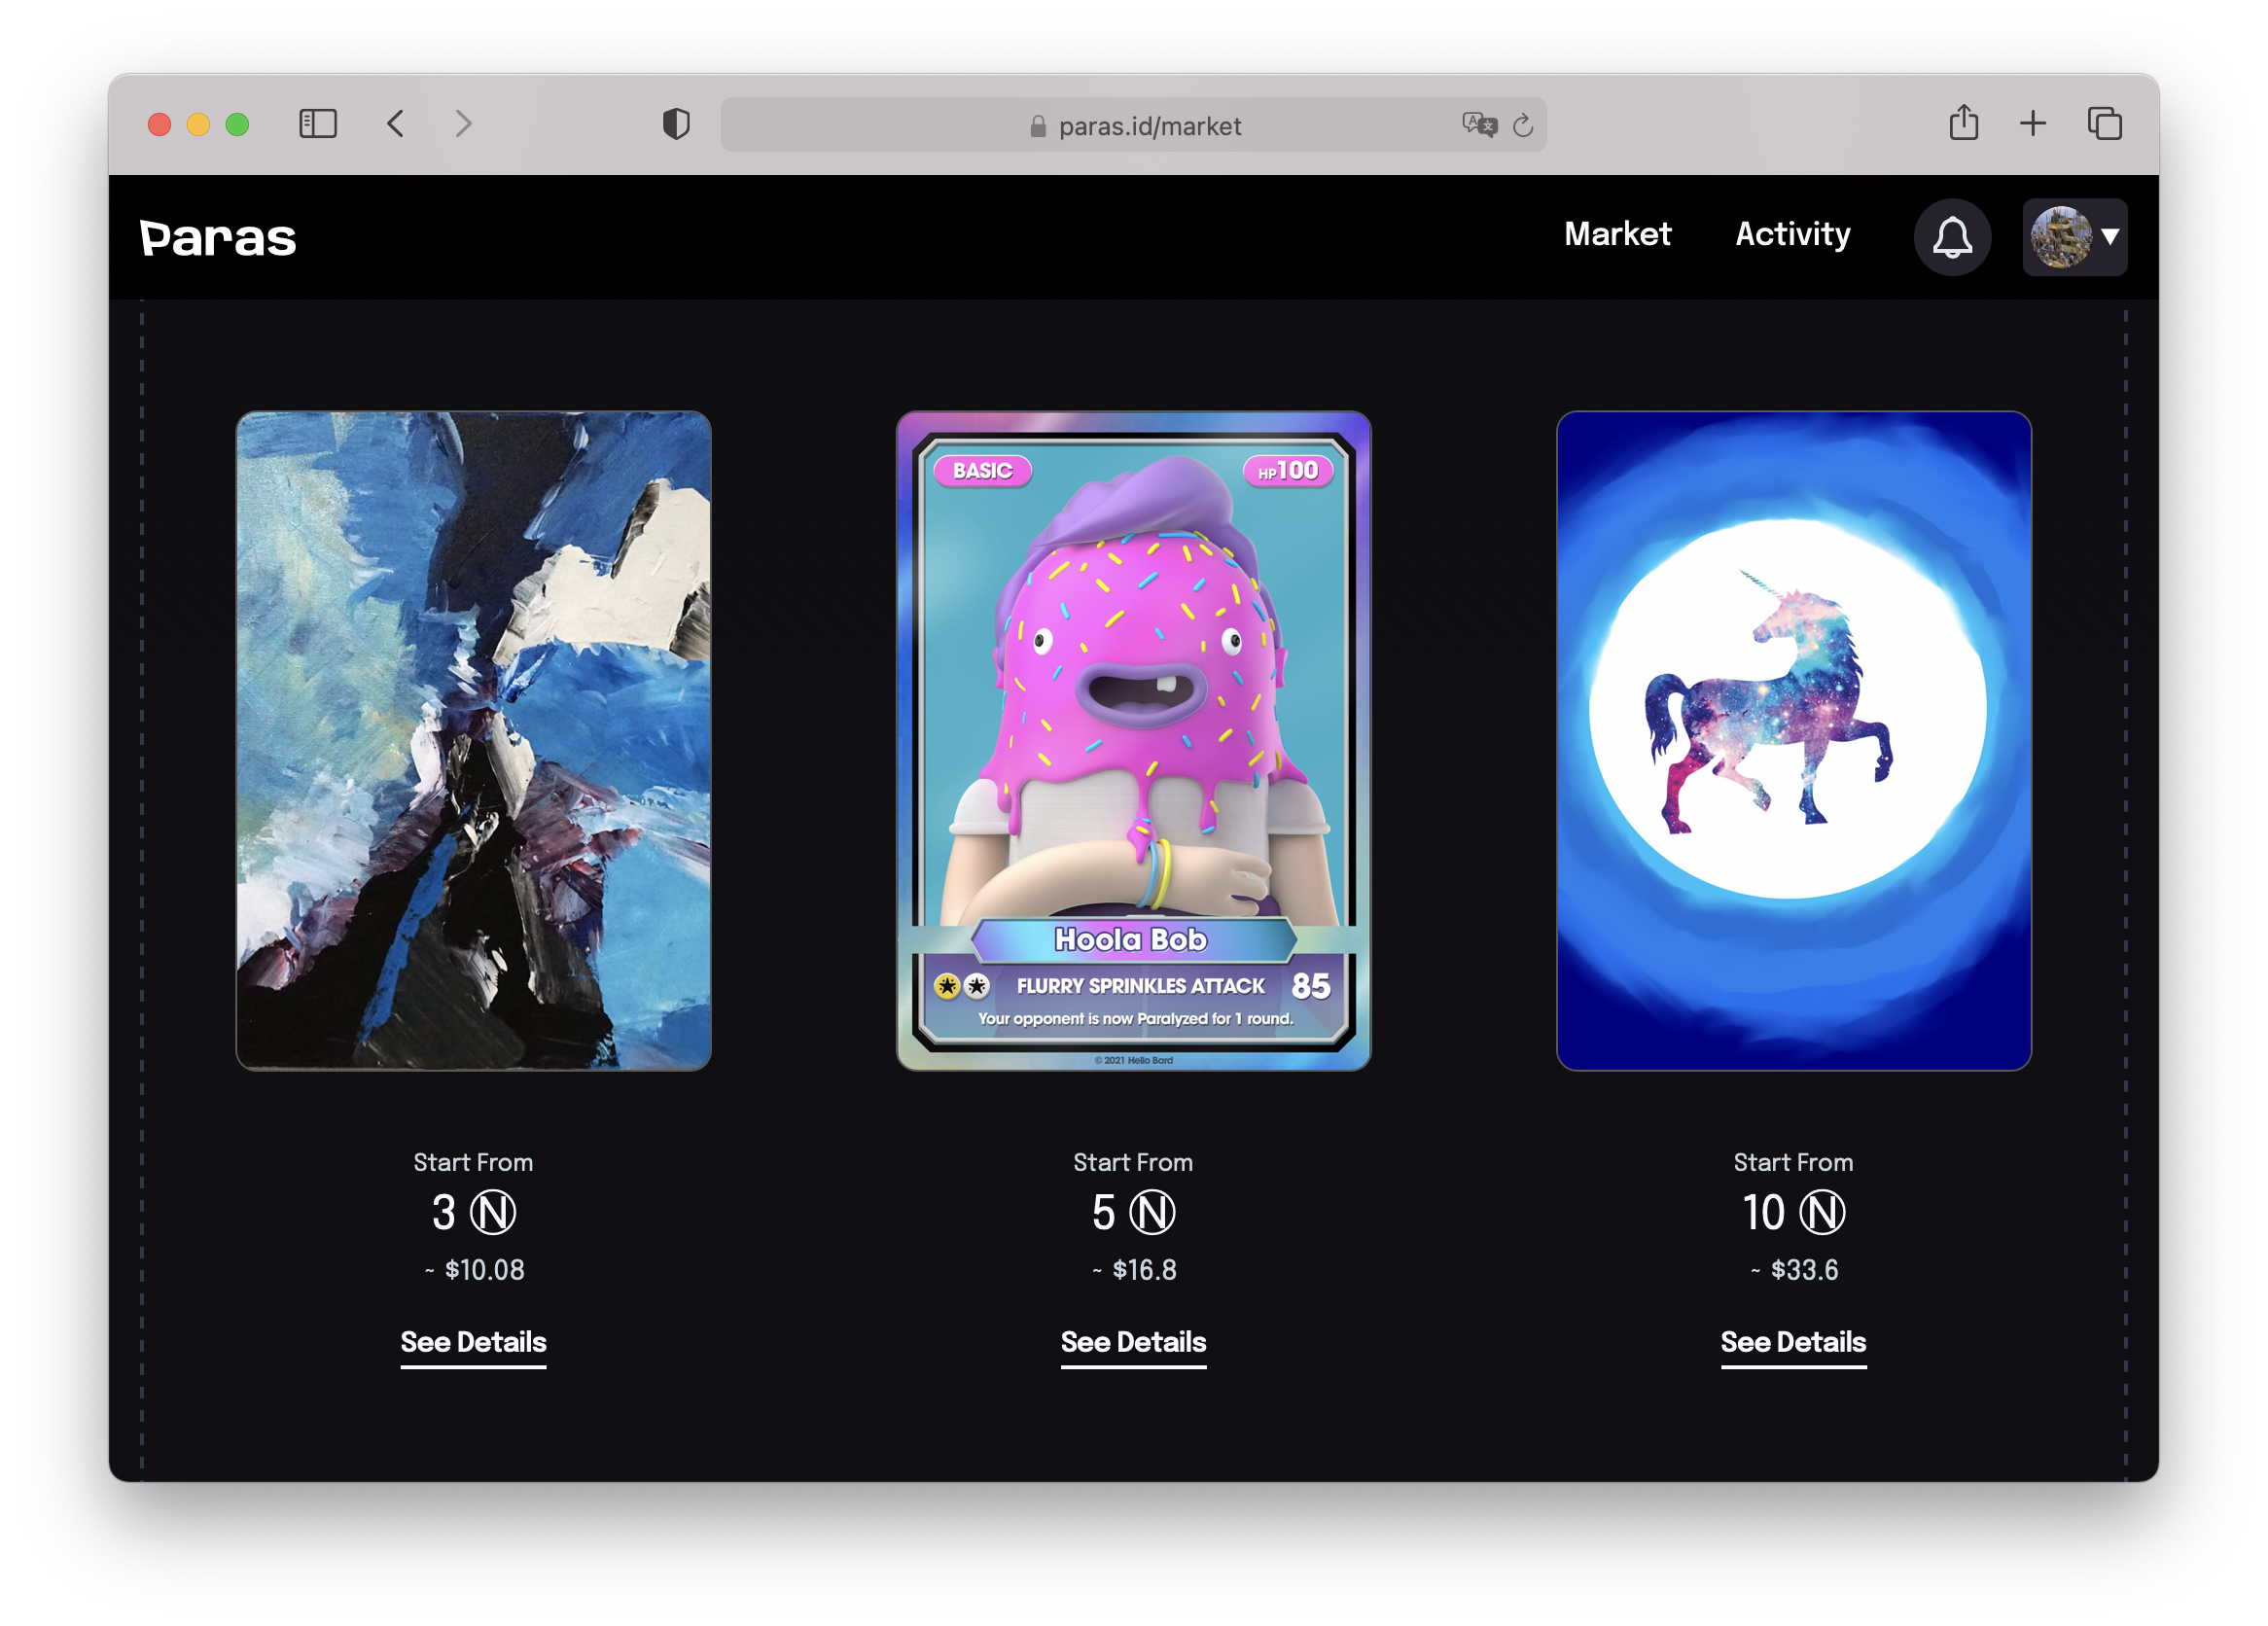 paras.id/market
Paras
Market
Activity
BASIC
HP100
Hoola Bob
FLURRY SPRINKLES ATTACK 85
Your opponent is now Paralyzed for 1 round.
© 2021 Hello Bard
Start From
3 Ⓝ
~ $10.08
See Details
Start From
5 Ⓝ
~ $16.8
See Details
Start From
10 Ⓝ
~ $33.6
See Details